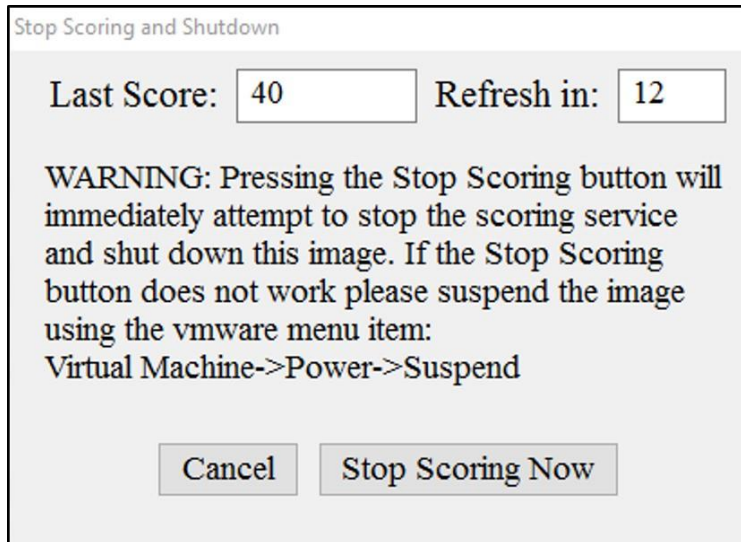 Stop Scoring and Shutdown
Last Score: 40 Refresh in: 12
WARNING: Pressing the Stop Scoring button will
immediately attempt to stop the scoring service
and shut down this image. If the Stop Scoring
button does not work please suspend the image
using the vmware menu item:
Virtual Machine->Power->Suspend
Cancel Stop Scoring Now